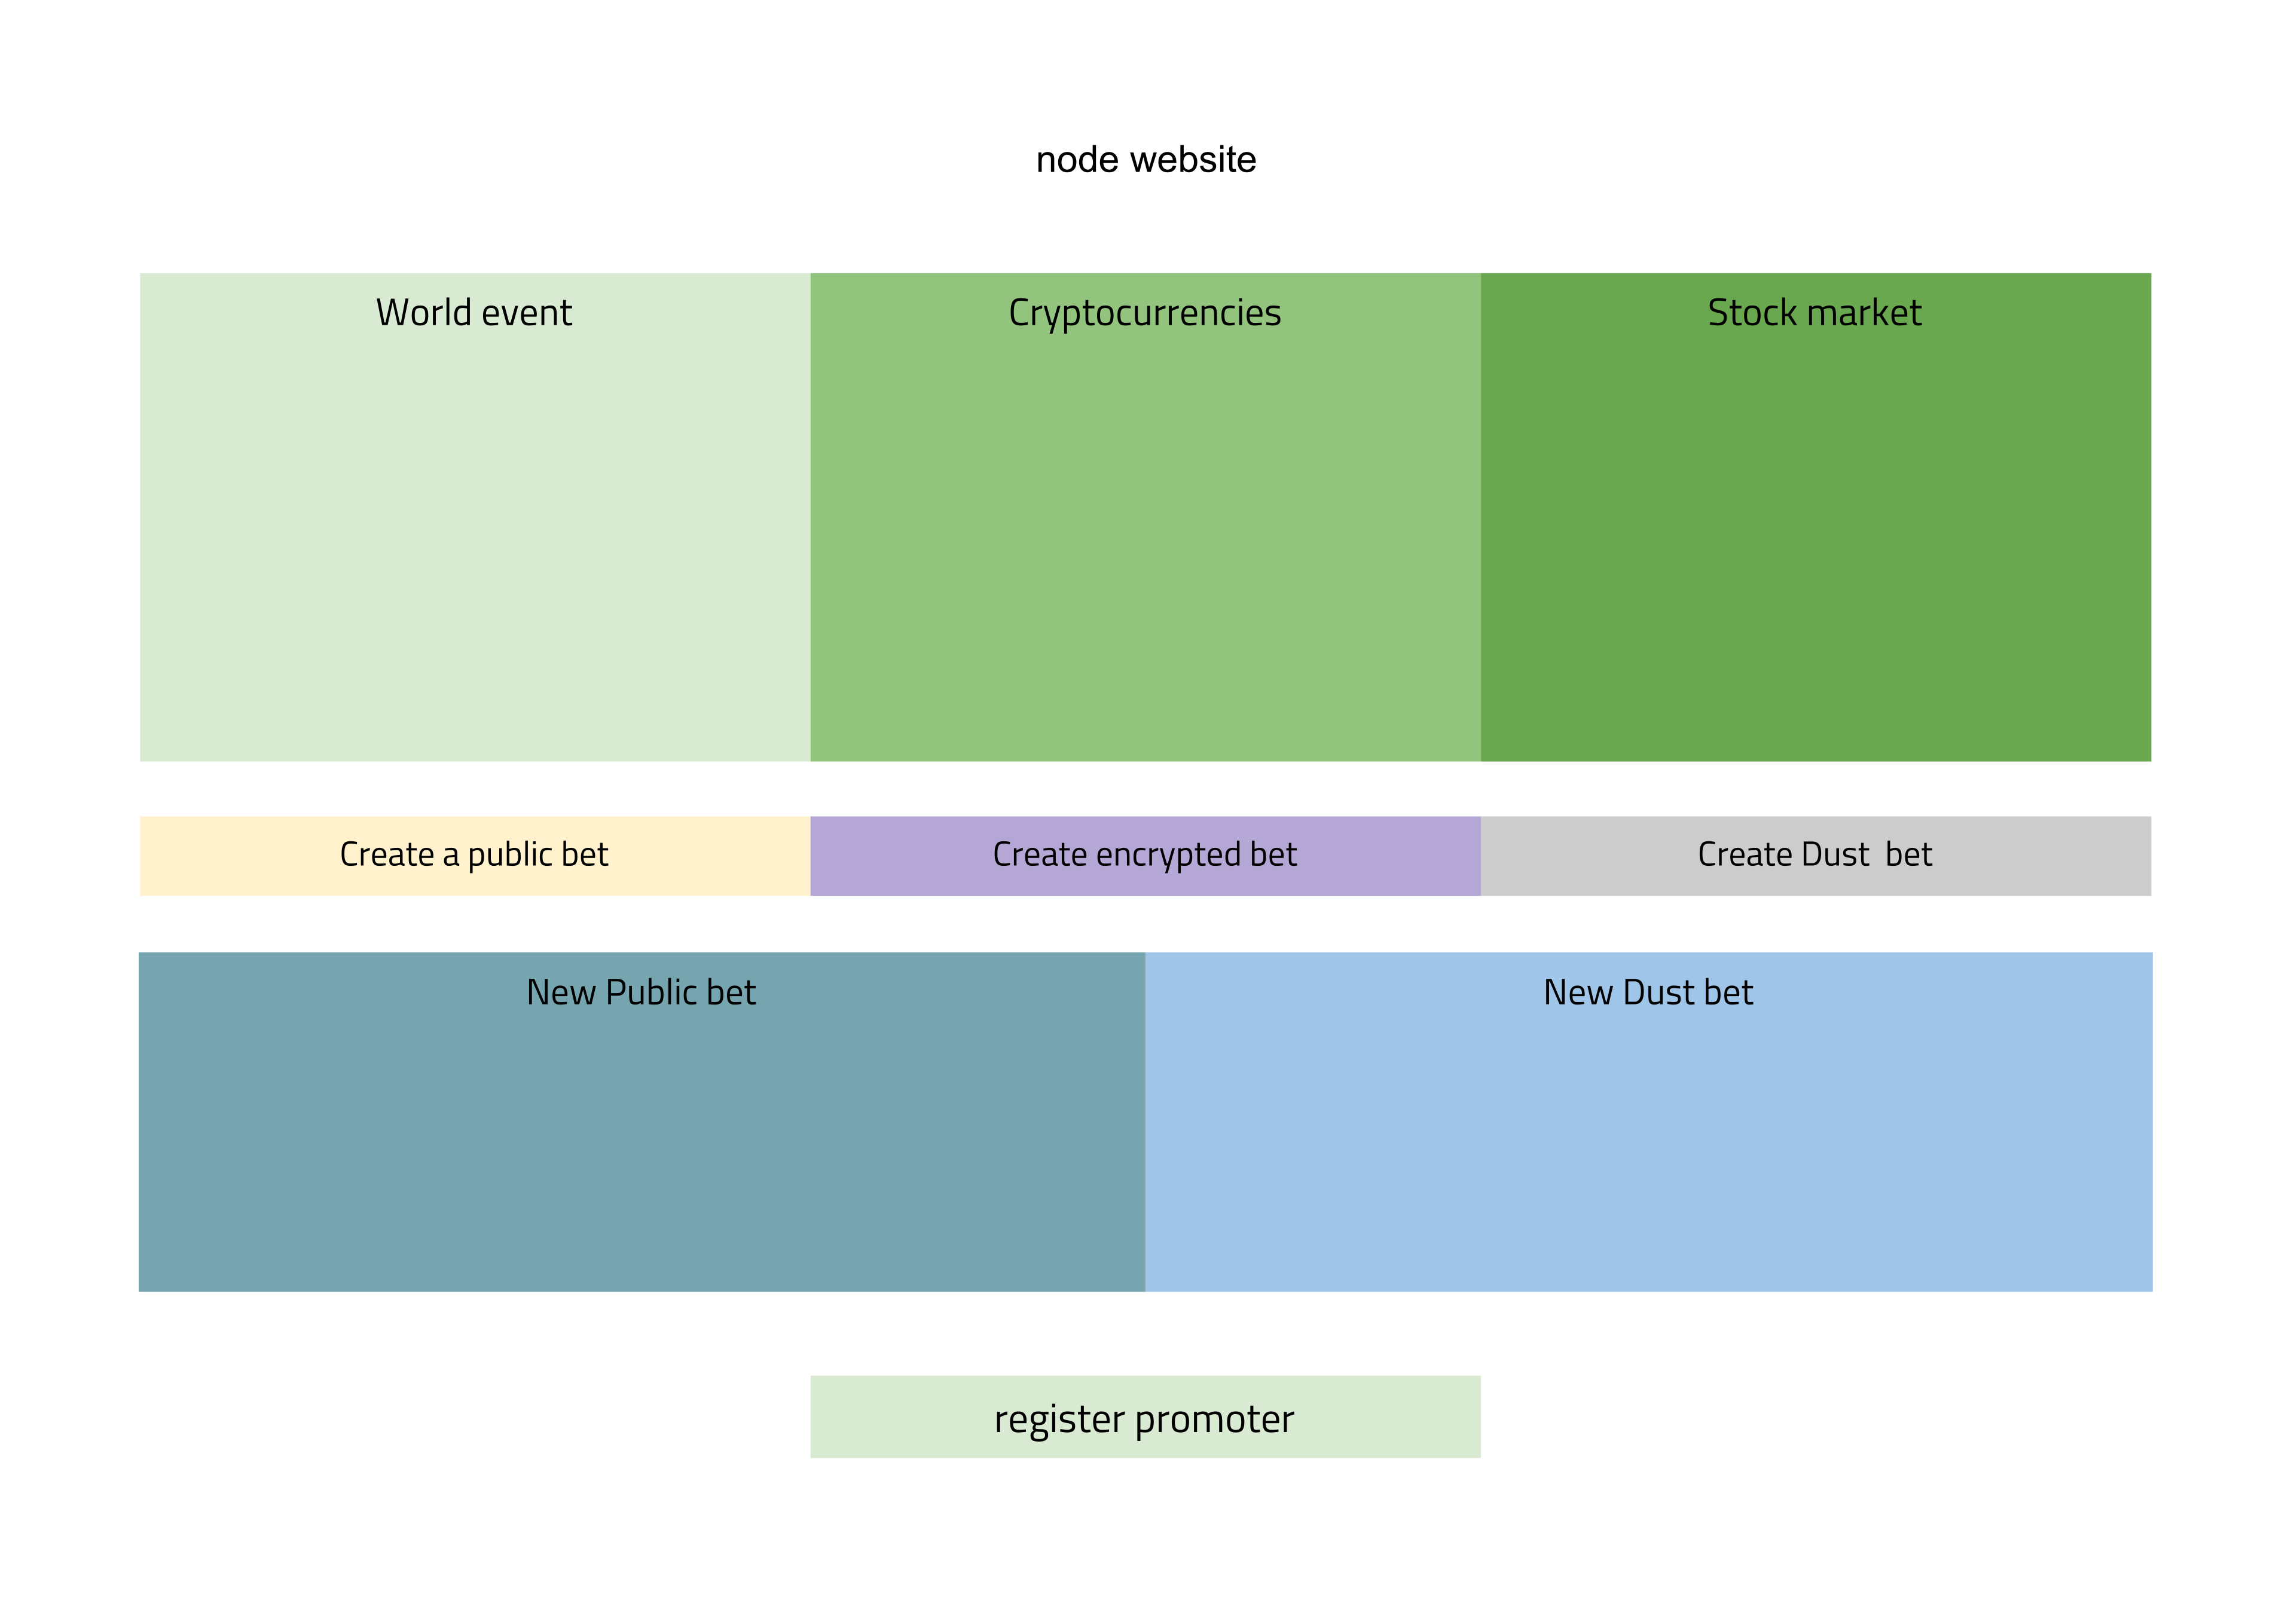 node website
World event
Cryptocurrencies
Stock market
Create a public bet
Create encrypted bet
Create Dust  bet
New Public bet
New Dust bet
register promoter